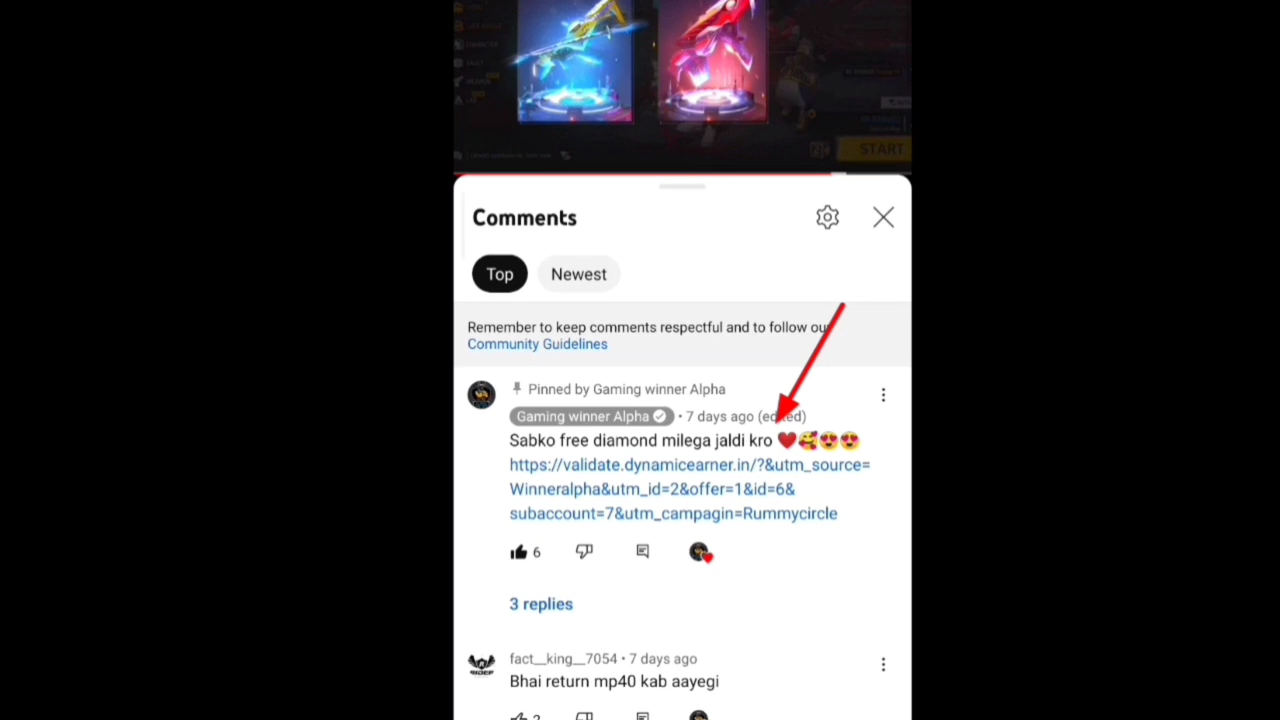 START
Comments
Top
Newest
Remember to keep comments respectful and to follow ou
Community Guidelines
Pinned by Gaming winner Alpha
Gaming winner Alpha • 7 days ago (edited)
Sabko free diamond milega jaldi kro ❤️🥰😍😍
https://validate.dynamicearner.in/?&utm_source=
Winneralpha&utm_id=2&offer=1&id=6&
subaccount=7&utm_campagin=Rummycircle
6
3 replies
fact__king__7054 • 7 days ago
Bhai return mp40 kab aayegi
2